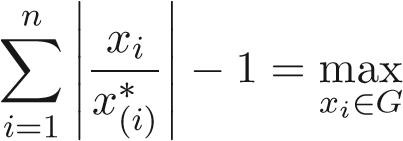 \sum_{i=1}^{n} \left| \frac{x_i}{x^*_{(i)}} \right| - 1 = \max_{x_i \in G}